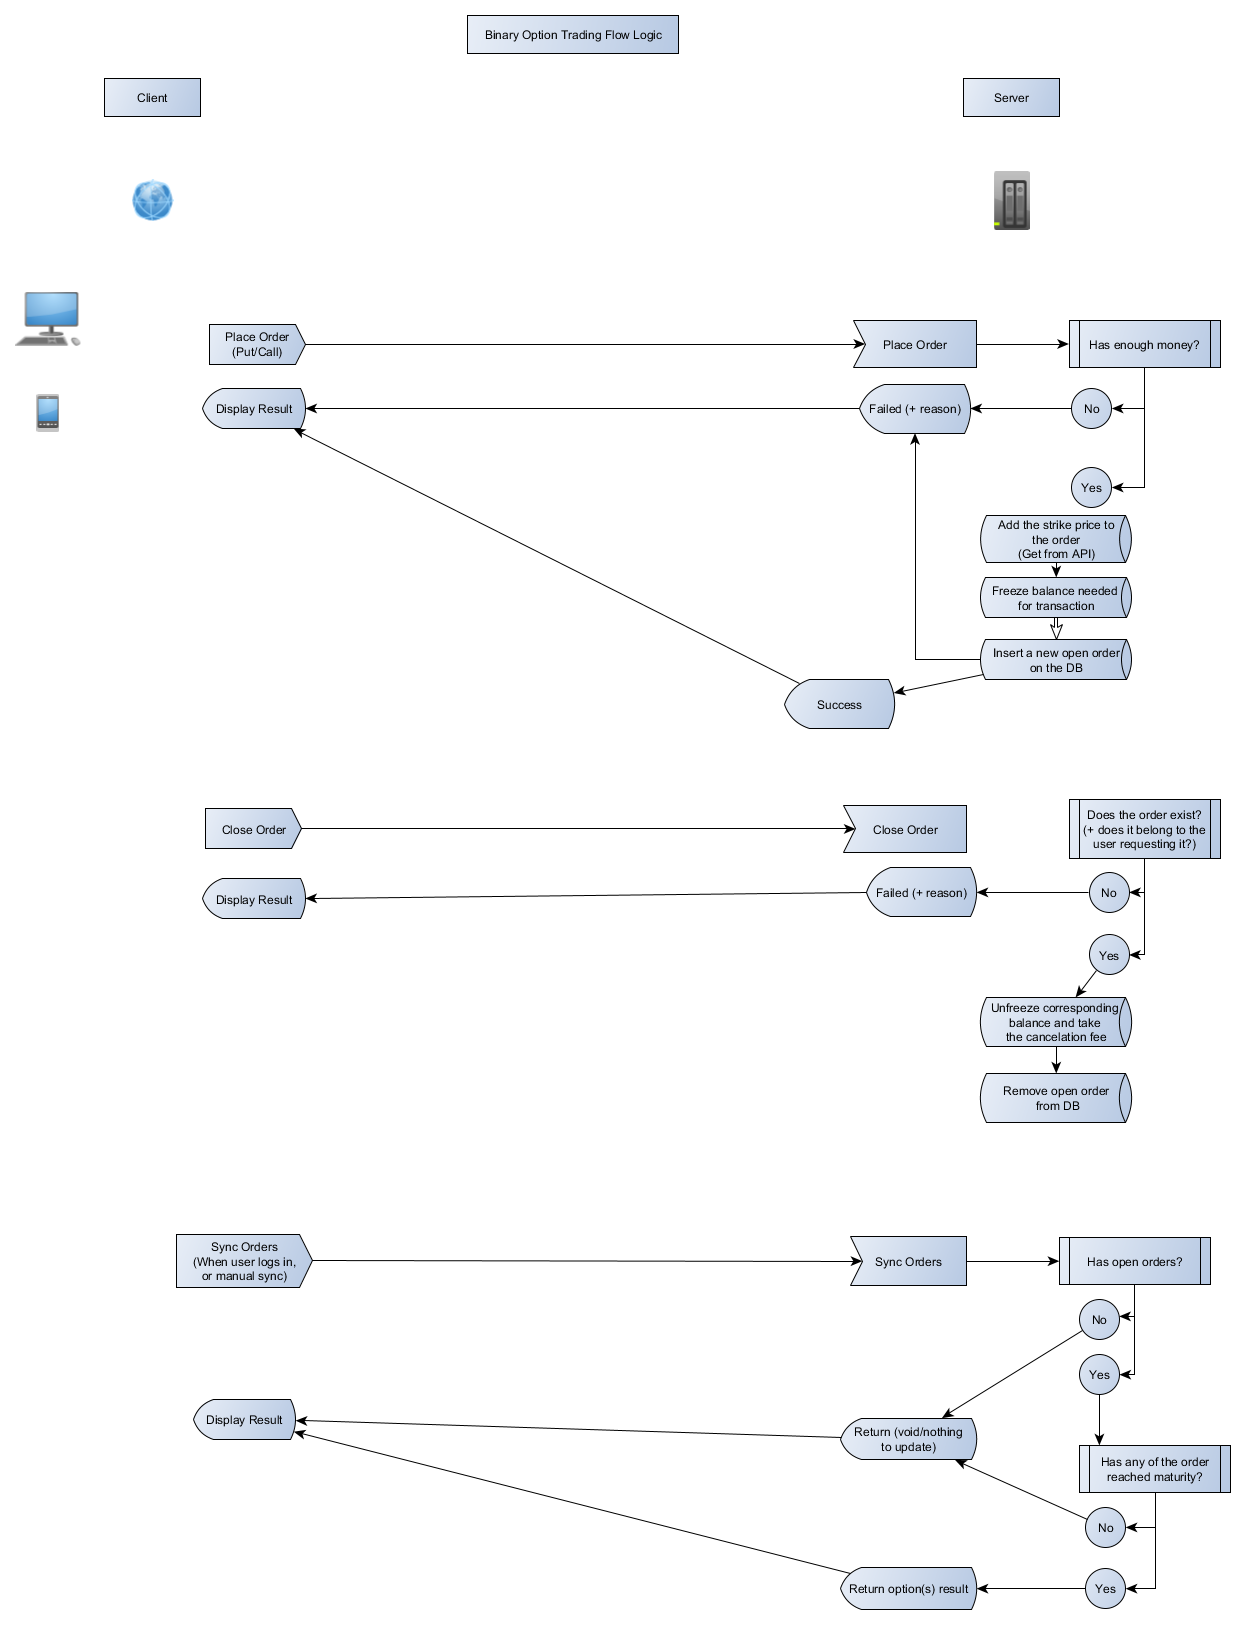 Binary Option Trading Flow Logic
Client
Server
Place Order
(Put/Call)
Place Order
Has enough money?
Display Result
Failed (+ reason)
No
Yes
Add the strike price to
the order
(Get from API)
Freeze balance needed
for transaction
Insert a new open order
on the DB
Success
Close Order
Close Order
Does the order exist?
(+ does it belong to the
user requesting it?)
Display Result
Failed (+ reason)
No
Yes
Unfreeze corresponding
balance and take
the cancelation fee
Remove open order
from DB
Sync Orders
(When user logs in,
or manual sync)
Sync Orders
Has open orders?
No
Yes
Display Result
Return (void/nothing
to update)
Has any of the order
reached maturity?
No
Return option(s) result
Yes